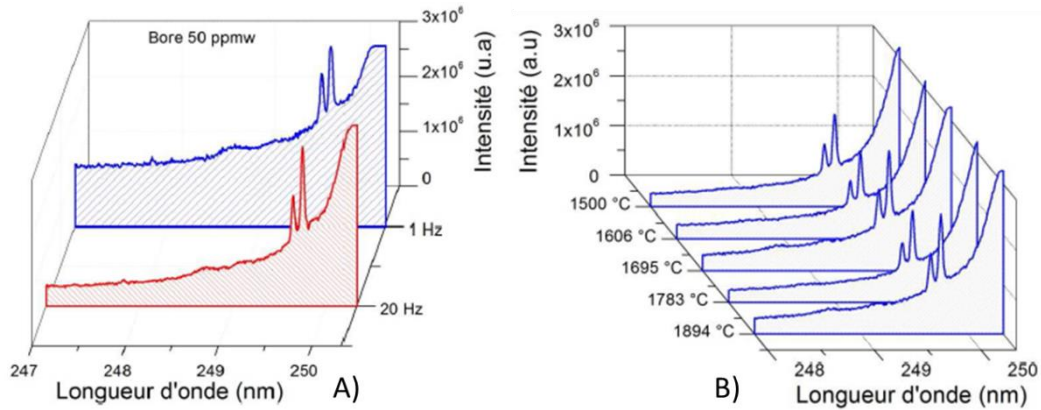 Bore 50 ppmw
3x10⁶
2x10⁶
1x10⁶
0
Intensité (u.a)
1 Hz
20 Hz
247
248
249
250
Longueur d'onde (nm)
A)
Intensité (a.u)
3x10⁶
2x10⁶
1x10⁶
0
1500 °C
1606 °C
1695 °C
1783 °C
1894 °C
248
249
250
Longueur d'onde (nm)
B)